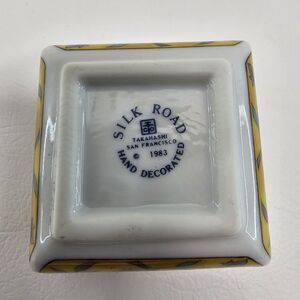 SILK ROAD
TAKAHASHI
SAN FRANCISCO
© 1983
HAND DECORATED